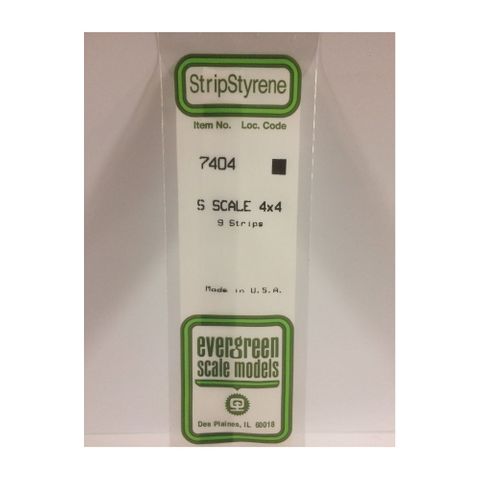 StripStyrene
Item No. Loc. Code
7404
S SCALE 4x4
9 Strips
Made in U.S.A.
evergreen
scale models
Des Plaines, IL 60018